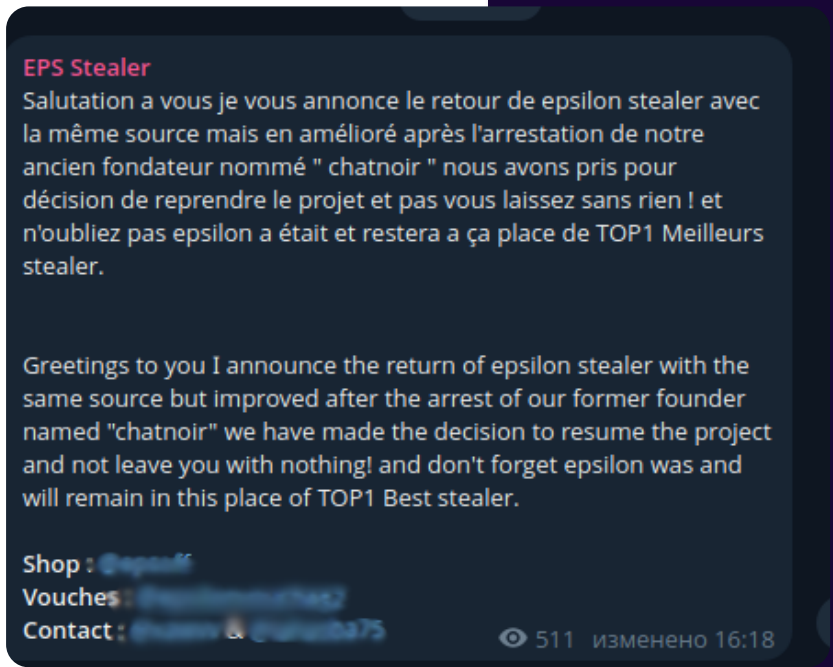 EPS Stealer
Salutation a vous je vous annonce le retour de epsilon stealer avec
la même source mais en amélioré après l'arrestation de notre
ancien fondateur nommé " chatnoir " nous avons pris pour
décision de reprendre le projet et pas vous laissez sans rien ! et
n'oubliez pas epsilon a était et restera a ça place de TOP1 Meilleurs
stealer.
Greetings to you I announce the return of epsilon stealer with the
same source but improved after the arrest of our former founder
named "chatnoir" we have made the decision to resume the project
and not leave you with nothing! and don't forget epsilon was and
will remain in this place of TOP1 Best stealer.
Shop :
Vouches :
Contact : &
511 изменено 16:18